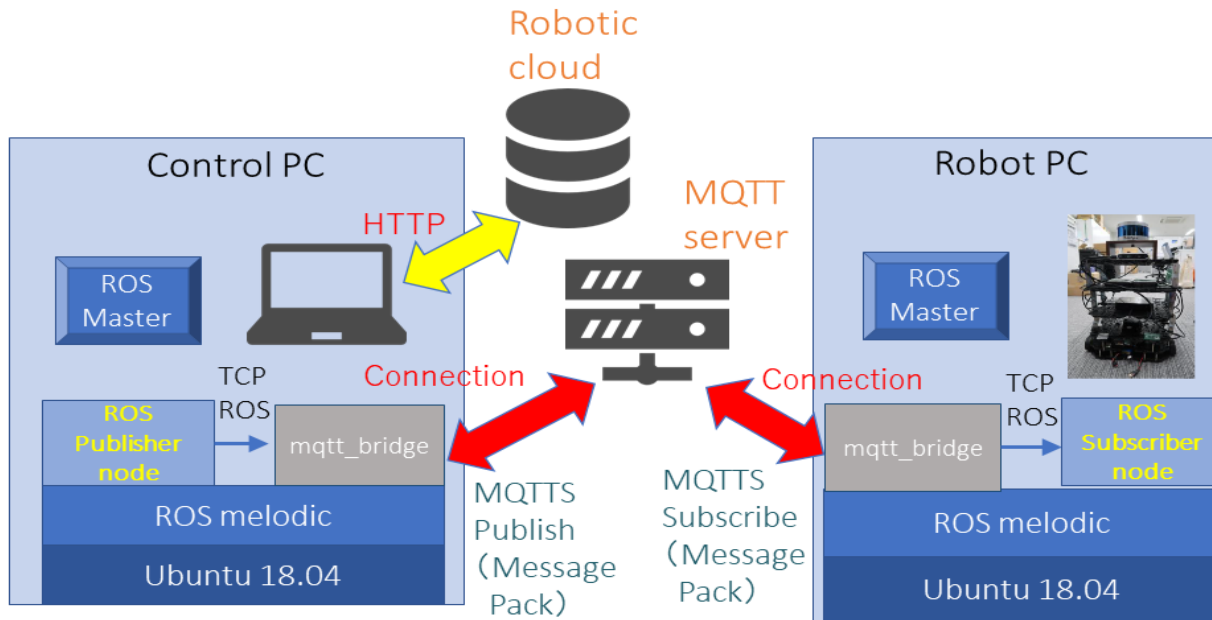 Robotic
cloud
Control PC
HTTP
ROS
Master
Connection
TCP
ROS
ROS
Publisher
node
mqtt_bridge
ROS melodic
Ubuntu 18.04
MQTT
server
MQTTS
Publish
(Message
Pack)
MQTTS
Subscribe
(Message
Pack)
Robot PC
ROS
Master
Connection
TCP
ROS
mqtt_bridge
ROS
Subscriber
node
ROS melodic
Ubuntu 18.04